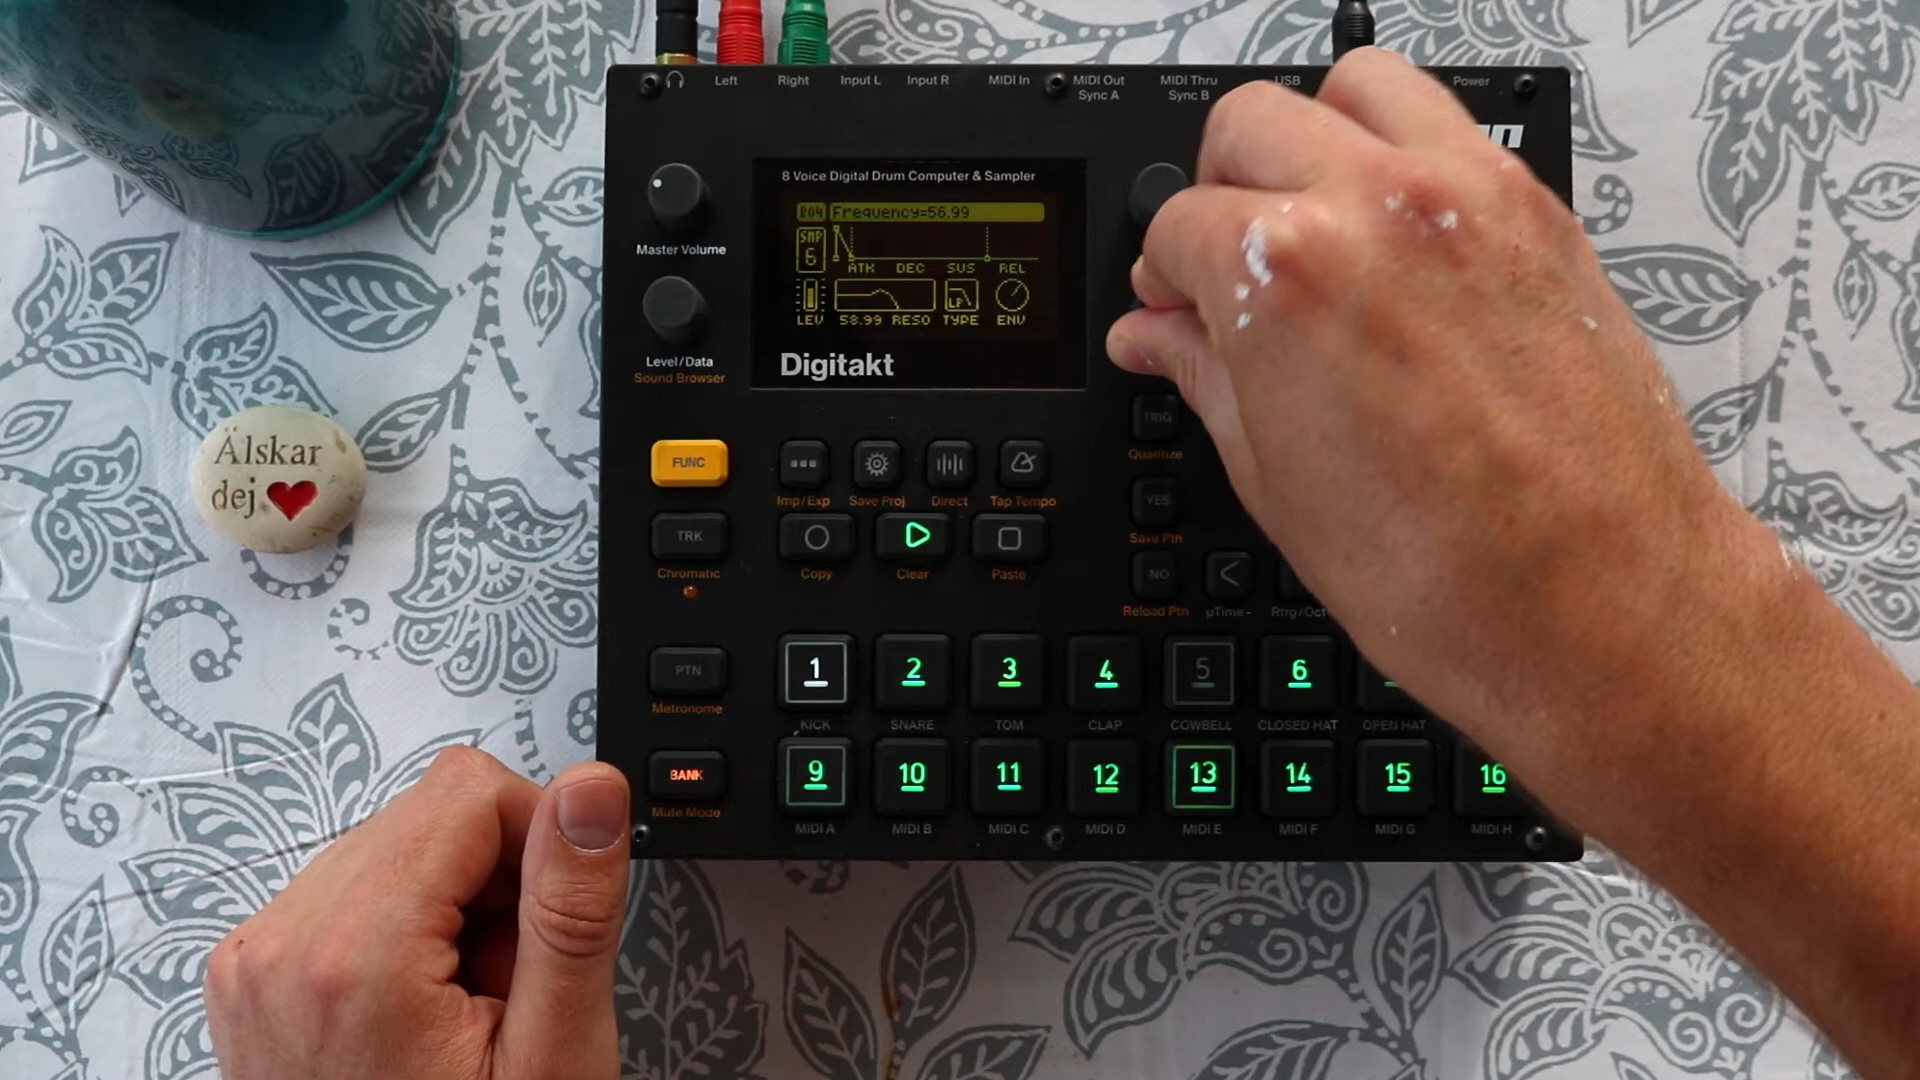 Left Right Input L Input R MIDI In MIDI Out MIDI Thru USB Power
Sync A Sync B
8 Voice Digital Drum Computer & Sampler
B04 Frequency=56.99
SMP
6
ATK DEC SUS REL
LP
LEV 58.99 RESO TYPE ENV
Digitakt
Master Volume
Level/Data
Sound Browser
Älskar
dej
FUNC
Imp/Exp Save Proj Direct Tap Tempo
TRK
Chromatic
Copy Clear Paste
TRIG
Quantize
YES
Save Ptn
NO
Reload Ptn µTime- Rtrg/Oct
PTN
Metronome
1 2 3 4 5 6
KICK SNARE TOM CLAP COWBELL CLOSED HAT OPEN HAT
BANK
Mute Mode
9 10 11 12 13 14 15 16
MIDI A MIDI B MIDI C MIDI D MIDI E MIDI F MIDI G MIDI H